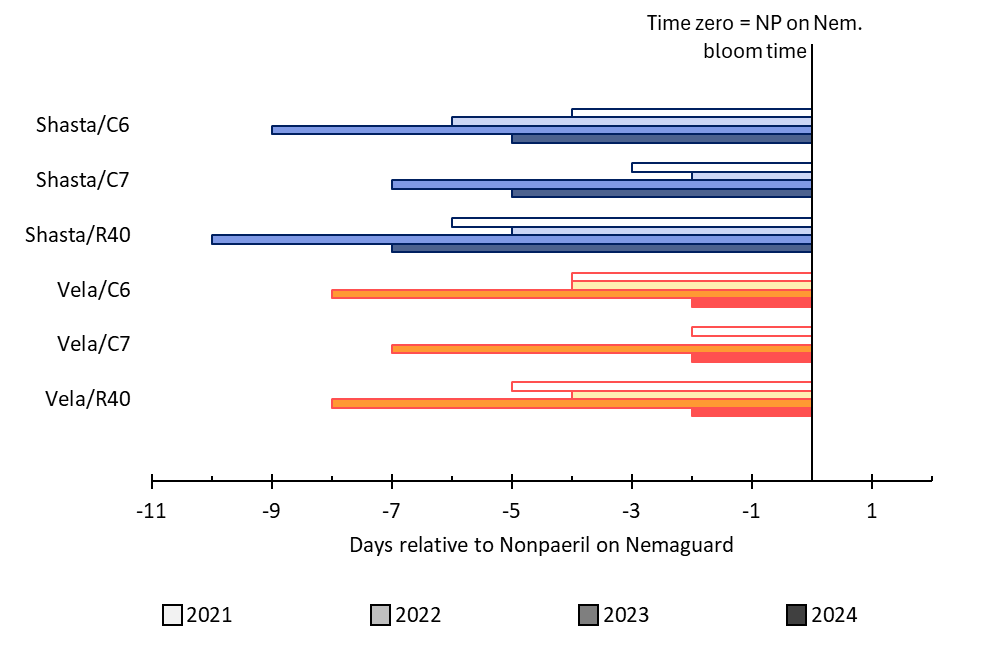 Time zero = NP on Nem.
bloom time
Shasta/C6
Shasta/C7
Shasta/R40
Vela/C6
Vela/C7
Vela/R40
-11 -9 -7 -5 -3 -1 1
Days relative to Nonpaeril on Nemaguard
2021 2022 2023 2024